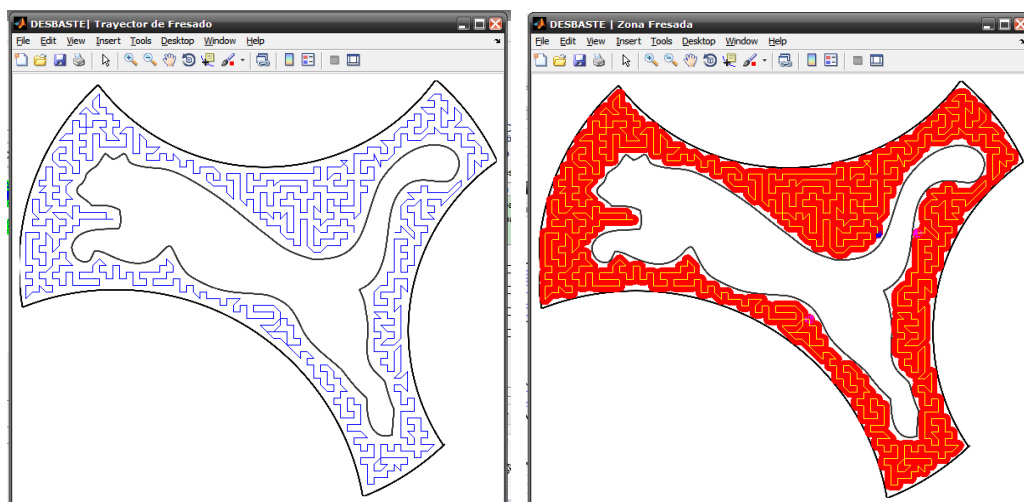 DESBASTE| Trayector de Fresado
File Edit View Insert Tools Desktop Window Help
DESBASTE | Zona Fresada
File Edit View Insert Tools Desktop Window Help